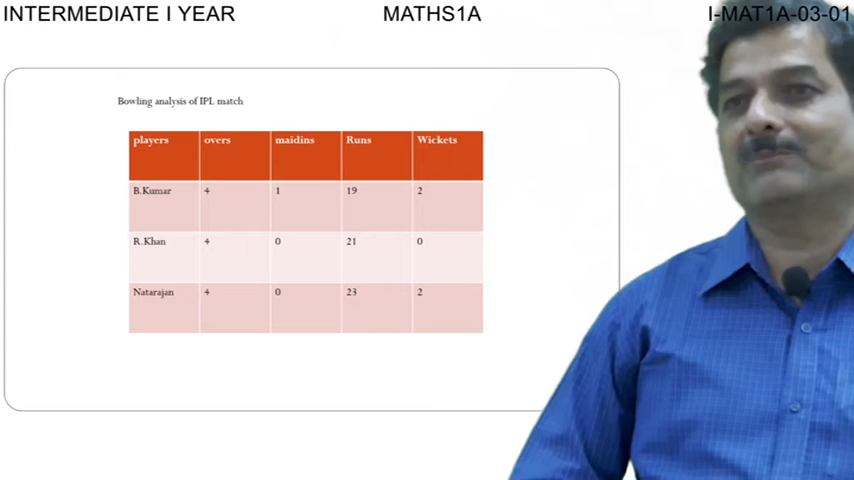 INTERMEDIATE I YEAR MATHS1A I-MAT1A-03-01
Bowling analysis of IPL match
players overs maidins Runs Wickets
B.Kumar 4 1 19 2
R.Khan 4 0 21 0
Natarajan 4 0 23 2